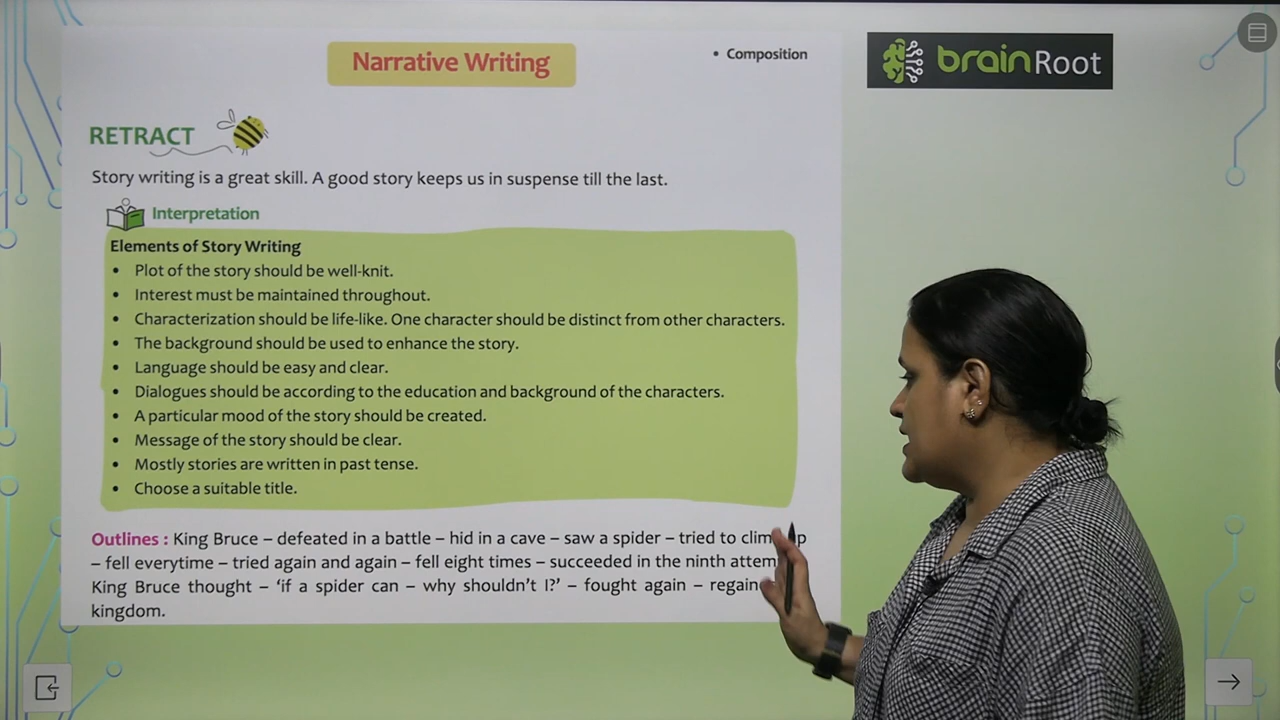 Narrative Writing
• Composition
brainRoot
RETRACT
Story writing is a great skill. A good story keeps us in suspense till the last.
Interpretation
Elements of Story Writing
• Plot of the story should be well-knit.
• Interest must be maintained throughout.
• Characterization should be life-like. One character should be distinct from other characters.
• The background should be used to enhance the story.
• Language should be easy and clear.
• Dialogues should be according to the education and background of the characters.
• A particular mood of the story should be created.
• Message of the story should be clear.
• Mostly stories are written in past tense.
• Choose a suitable title.
Outlines : King Bruce – defeated in a battle – hid in a cave – saw a spider – tried to
– fell everytime – tried again and again – fell eight times – succeeded in the ninth
King Bruce thought – ‘if a spider can – why shouldn’t I?’ – fought again –
kingdom.